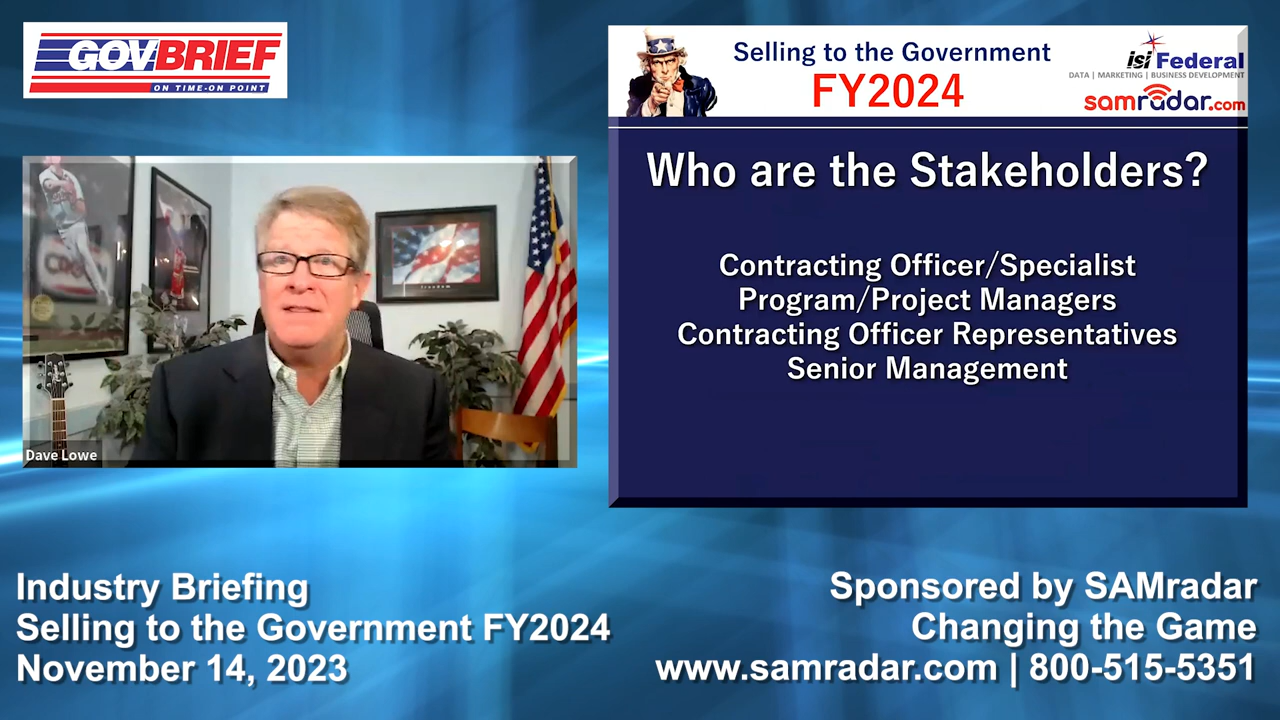 GOVBRIEF
ON TIME-ON POINT
Selling to the Government
FY2024
isi Federal
DATA | MARKETING | BUSINESS DEVELOPMENT
samradar.com
Who are the Stakeholders?
Contracting Officer/Specialist
Program/Project Managers
Contracting Officer Representatives
Senior Management
freedom
Dave Lowe
Industry Briefing
Selling to the Government FY2024
November 14, 2023
Sponsored by SAMradar
Changing the Game
www.samradar.com | 800-515-5351